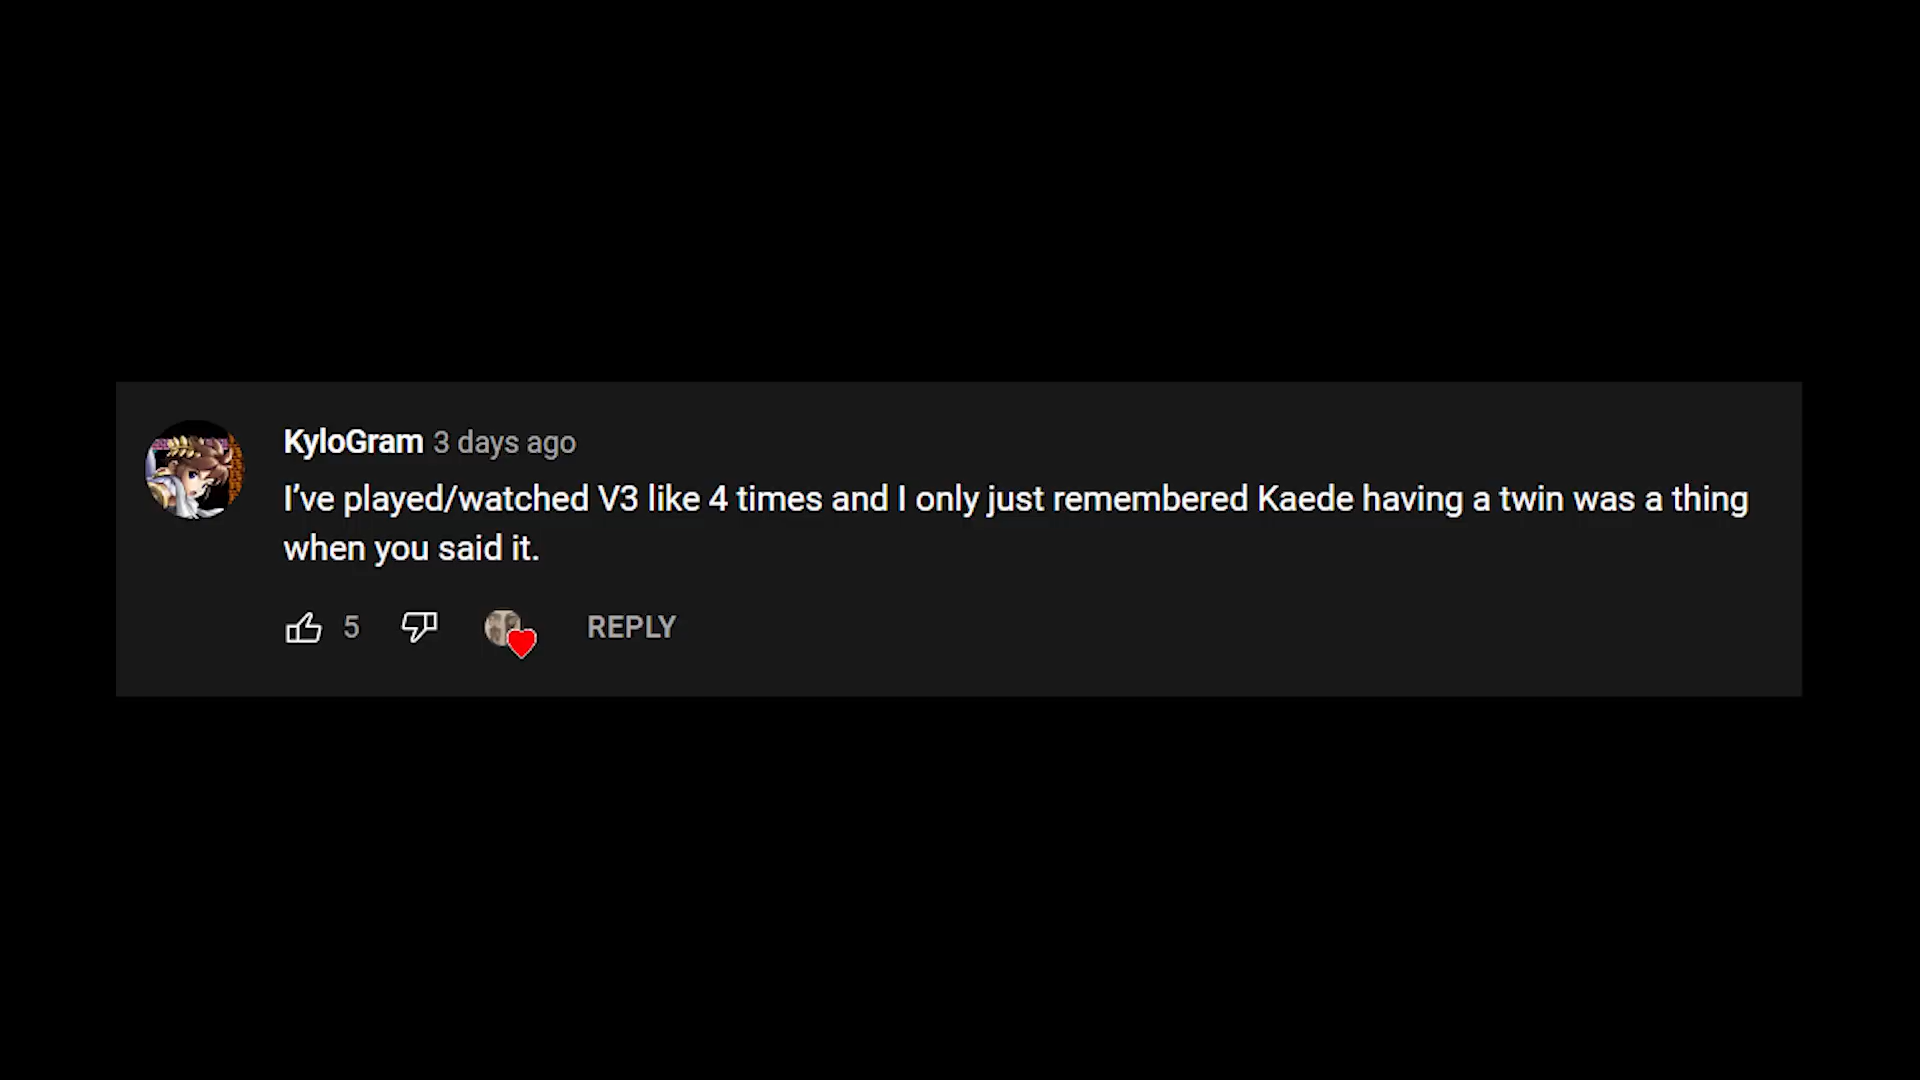 KyloGram 3 days ago
I’ve played/watched V3 like 4 times and I only just remembered Kaede having a twin was a thing
when you said it.
5 REPLY